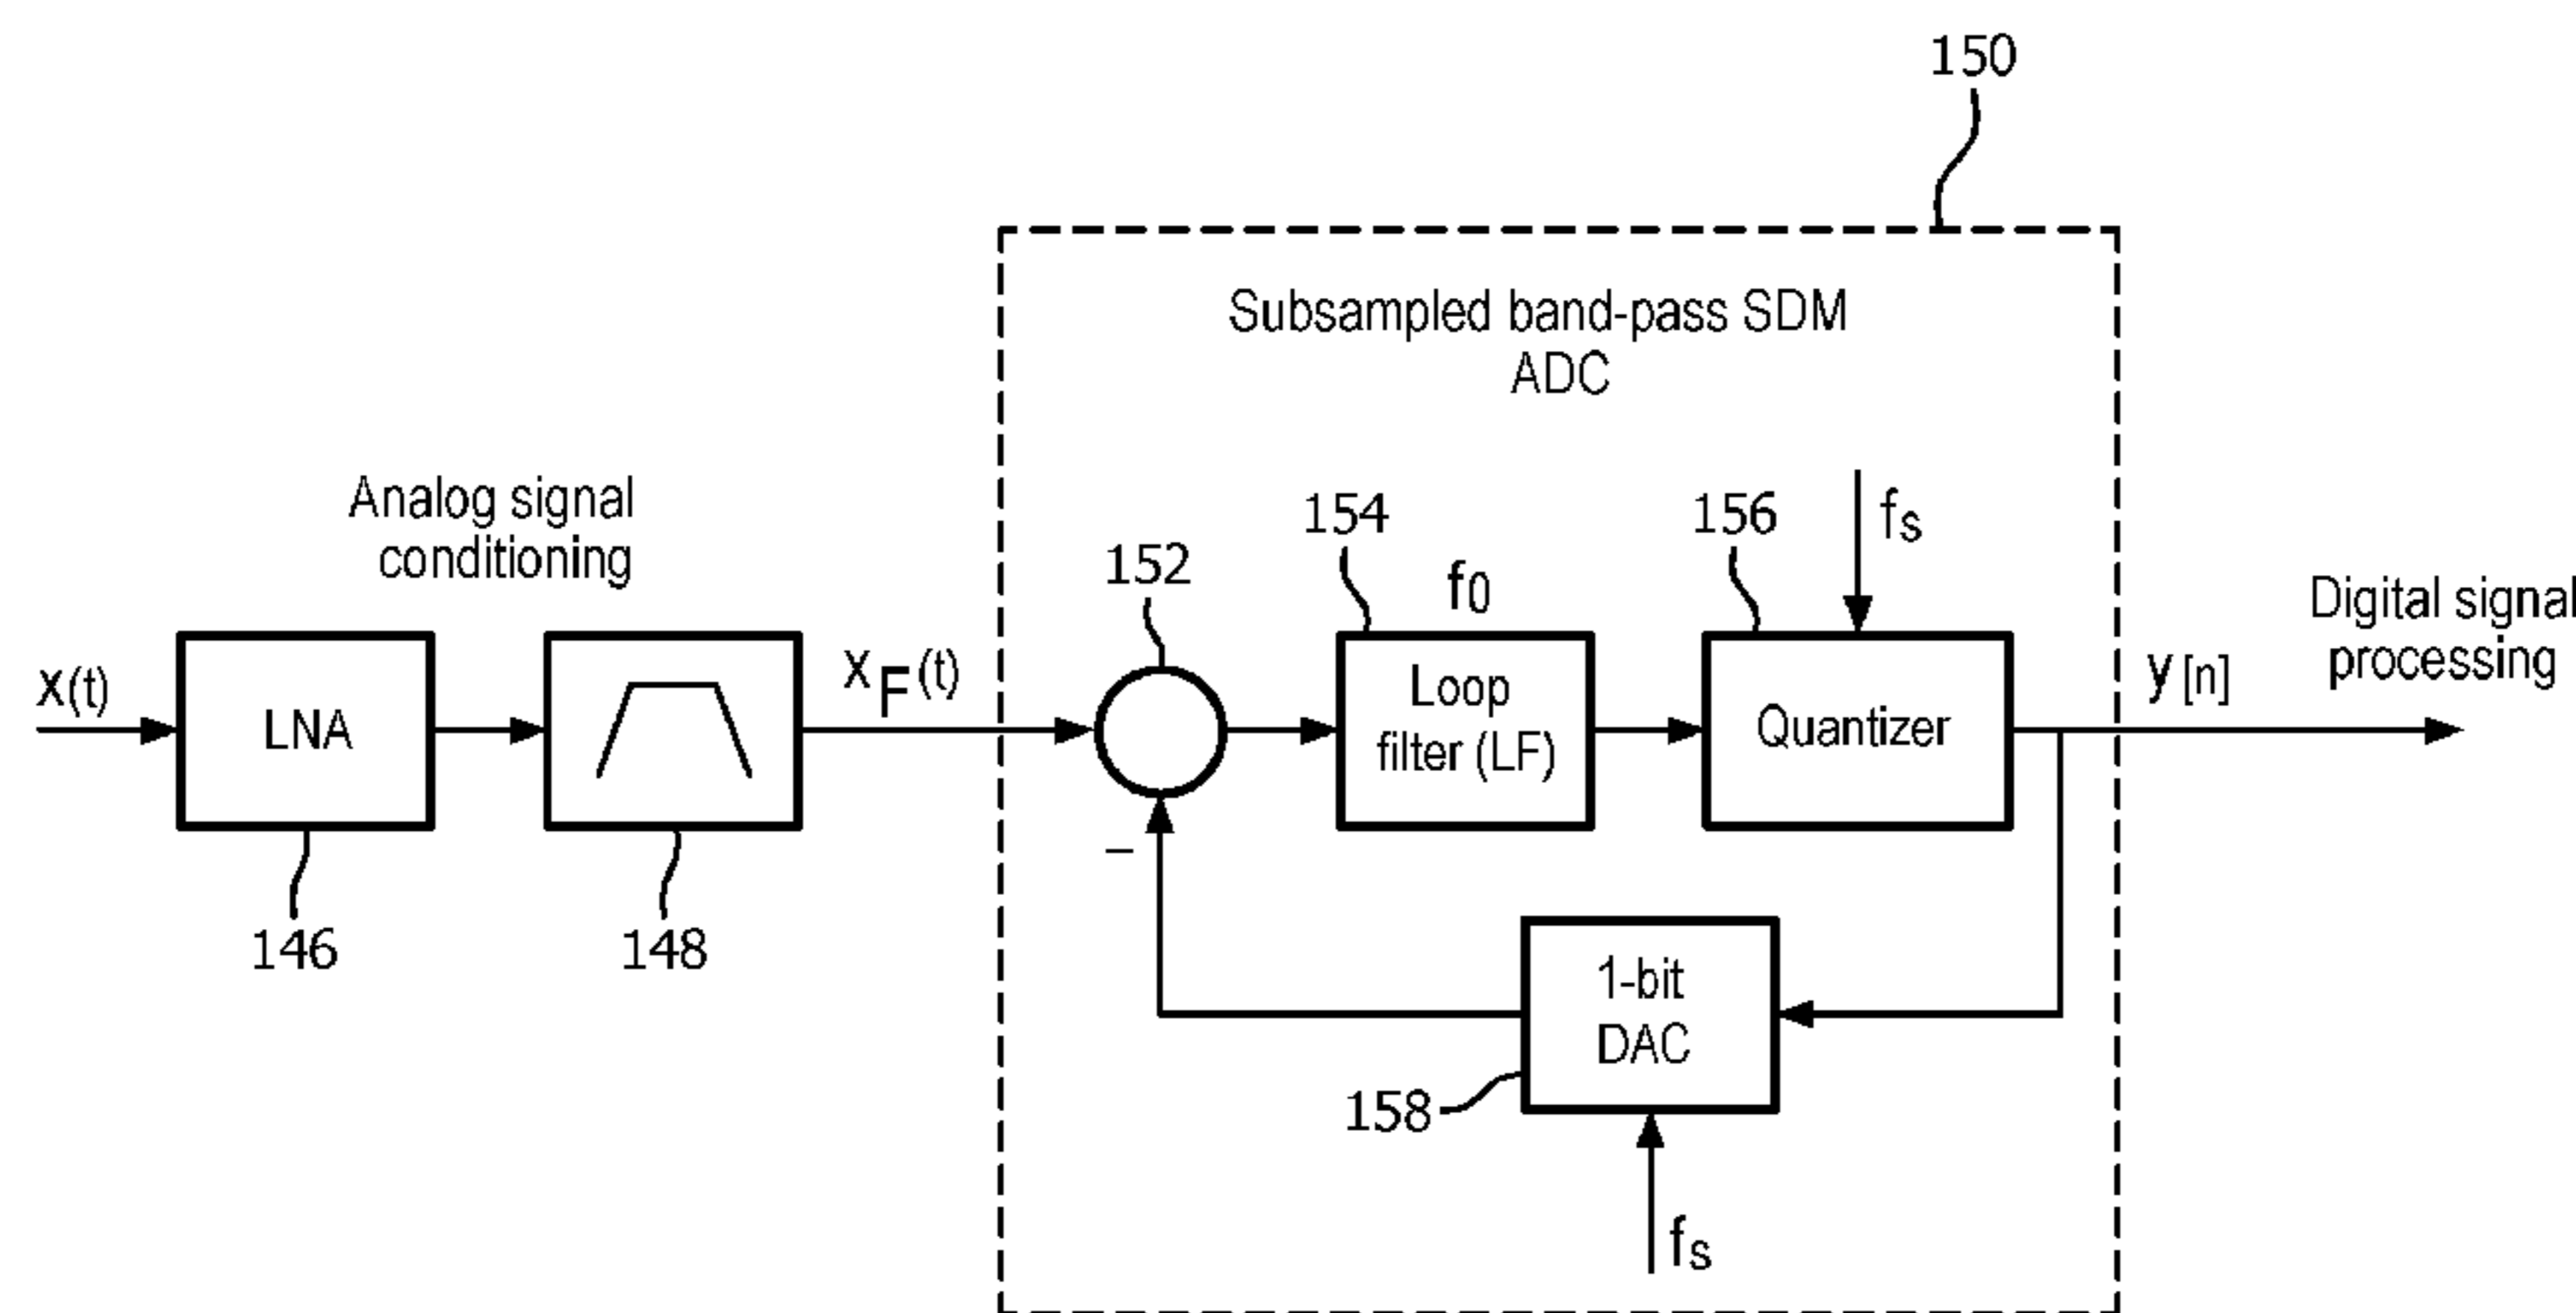 150
Subsampled band-pass SDM
ADC
Analog signal
conditioning
152
154
f0
156
fs
Digital signal
processing
x(t)
LNA
xF(t)
Loop
filter (LF)
Quantizer
y[n]
–
146
148
1-bit
DAC
158
fs